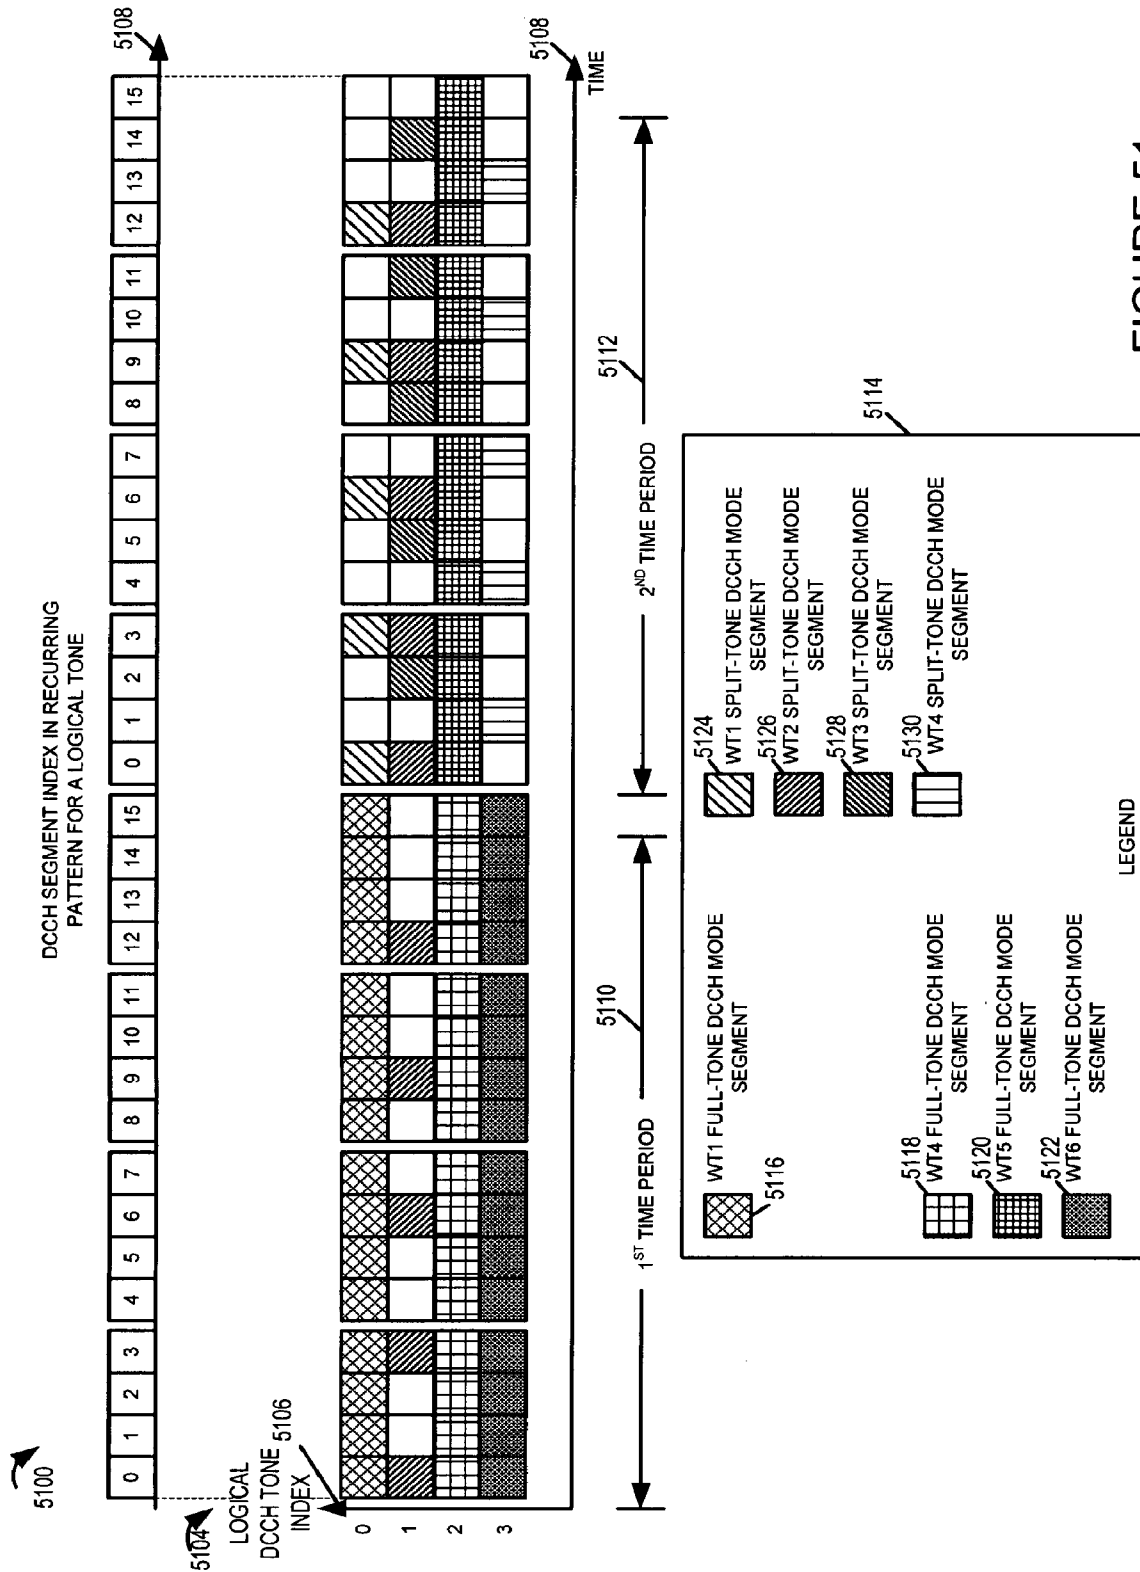 5100
DCCH SEGMENT INDEX IN RECURRING
PATTERN FOR A LOGICAL TONE
0 1 2 3 4 5 6 7 8 9 10 11 12 13 14 15 0 1 2 3 4 5 6 7 8 9 10 11 12 13 14 15
5108
5104
LOGICAL
DCCH TONE
INDEX
5106
0
1
2
3
5108
TIME
1ST TIME PERIOD
5110
2ND TIME PERIOD
5112
5114
WT1 FULL-TONE DCCH MODE
SEGMENT
5116
5118
WT4 FULL-TONE DCCH MODE
SEGMENT
5120
WT5 FULL-TONE DCCH MODE
SEGMENT
5122
WT6 FULL-TONE DCCH MODE
SEGMENT
5124
WT1 SPLIT-TONE DCCH MODE
SEGMENT
5126
WT2 SPLIT-TONE DCCH MODE
SEGMENT
5128
WT3 SPLIT-TONE DCCH MODE
SEGMENT
5130
WT4 SPLIT-TONE DCCH MODE
SEGMENT
LEGEND
FIGURE 51